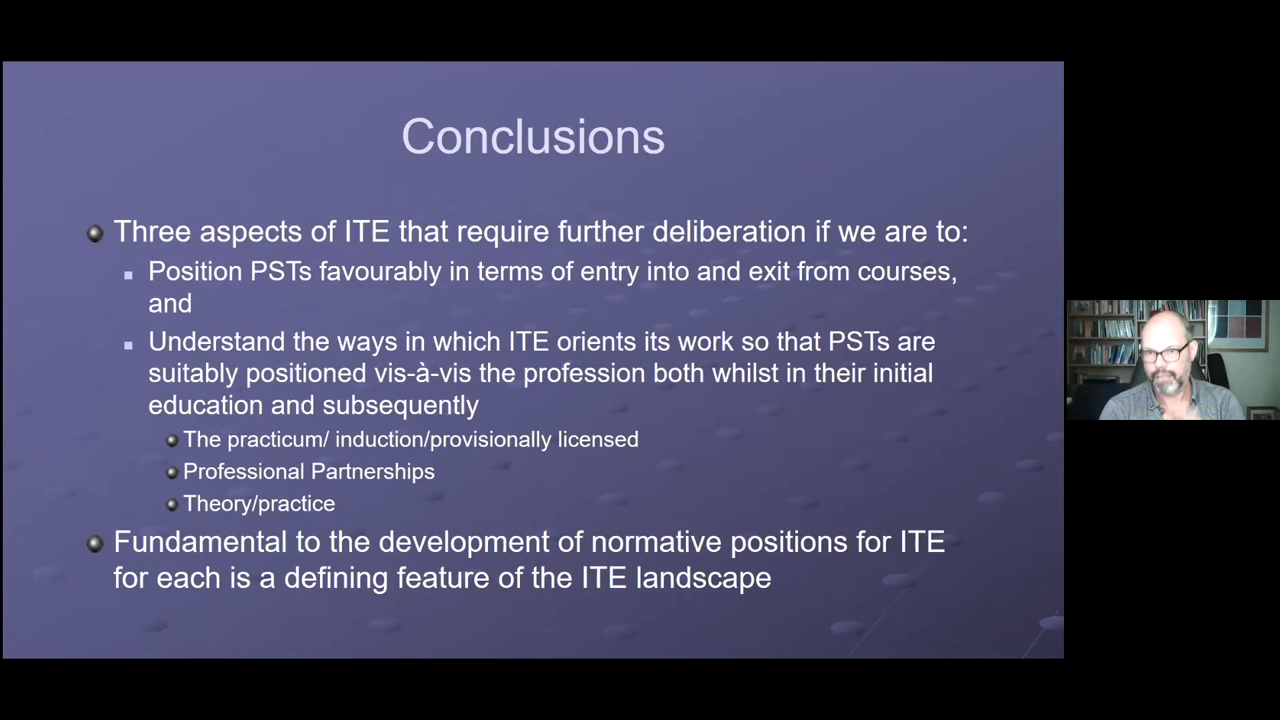 Conclusions
Three aspects of ITE that require further deliberation if we are to:
Position PSTs favourably in terms of entry into and exit from courses,
and
Understand the ways in which ITE orients its work so that PSTs are
suitably positioned vis-à-vis the profession both whilst in their initial
education and subsequently
The practicum/ induction/provisionally licensed
Professional Partnerships
Theory/practice
Fundamental to the development of normative positions for ITE
for each is a defining feature of the ITE landscape